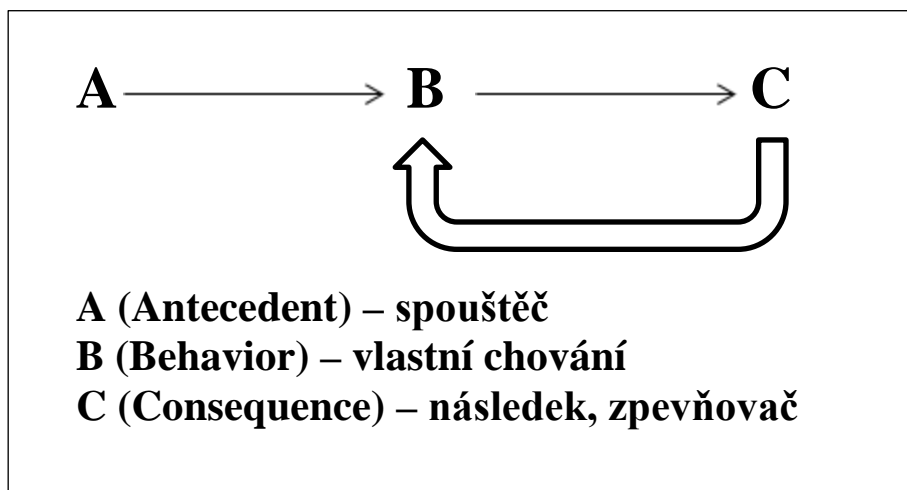 A B C
A (Antecedent) – spouštěč
B (Behavior) – vlastní chování
C (Consequence) – následek, zpevňovač